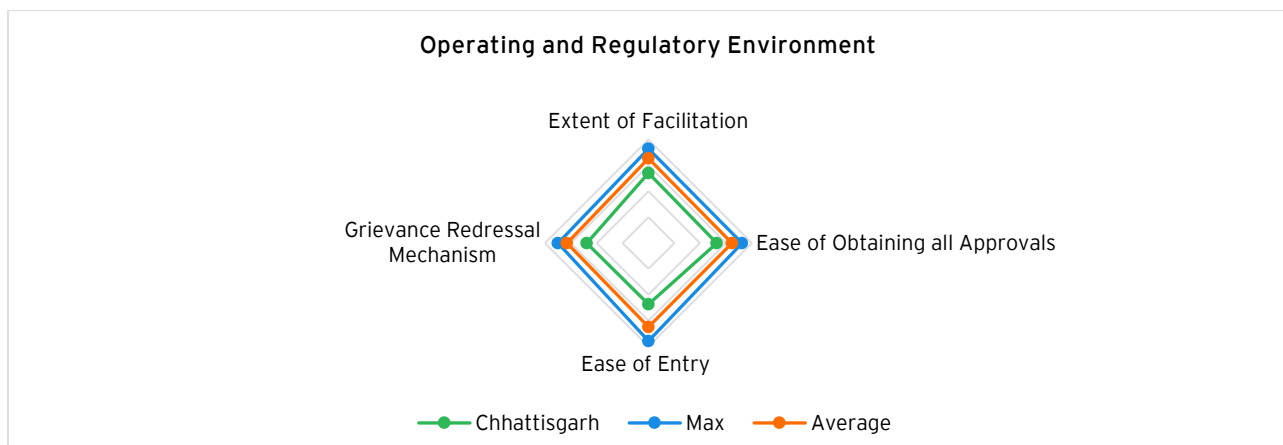 Operating and Regulatory Environment
Extent of Facilitation
Grievance Redressal
Mechanism
Ease of Obtaining all Approvals
Ease of Entry
Chhattisgarh Max Average